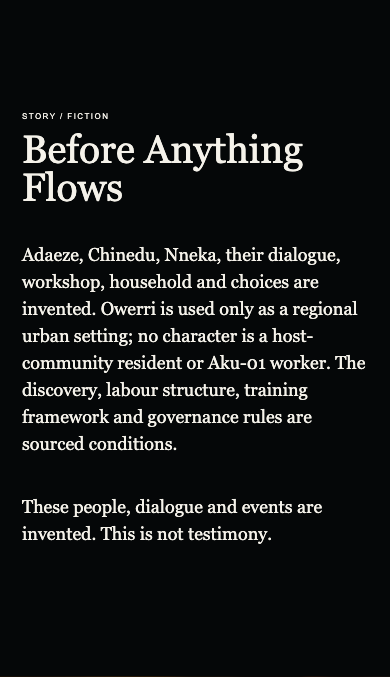 STORY / FICTION
Before Anything
Flows
Adaeze, Chinedu, Nneka, their dialogue,
workshop, household and choices are
invented. Owerri is used only as a regional
urban setting; no character is a host-
community resident or Aku-01 worker. The
discovery, labour structure, training
framework and governance rules are
sourced conditions.
These people, dialogue and events are
invented. This is not testimony.